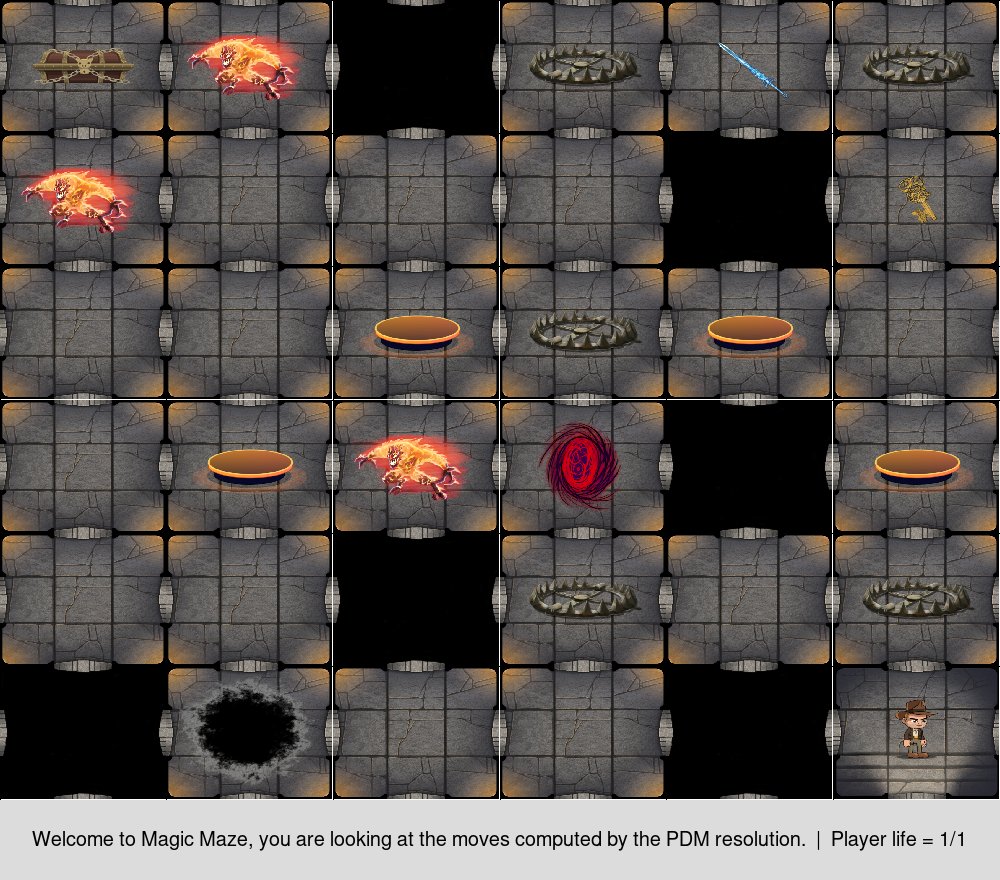 Welcome to Magic Maze, you are looking at the moves computed by the PDM resolution.  |  Player life = 1/1